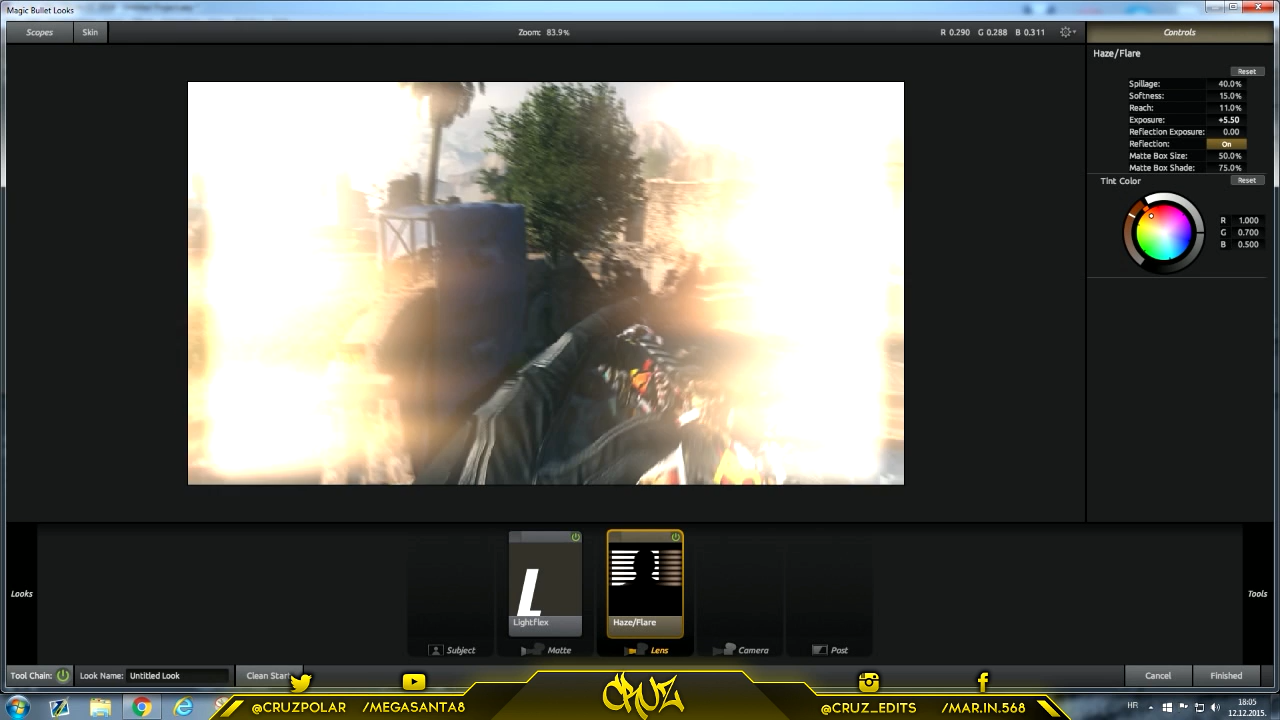 Magic Bullet Looks
Scopes
Skin
Zoom: 83.9%
R 0.290 G 0.288 B 0.311
Controls
Haze/Flare
Reset
Spillage: 40.0%
Softness: 15.0%
Reach: 11.0%
Exposure: +5.50
Reflection Exposure: 0.00
Reflection: On
Matte Box Size: 50.0%
Matte Box Shade: 75.0%
Tint Color
Reset
R 1.000
G 0.700
B 0.500
Looks
L
Lightflex
Haze/Flare
Tools
Subject
Matte
Lens
Camera
Post
Tool Chain:
Look Name: Untitled Look
Clean Start
Cancel
Finished
CRUZ
@CRUZPOLAR
/MEGASANTA8
@CRUZ_EDITS
/MAR.IN.568
HR
18:05
12.12.2015.